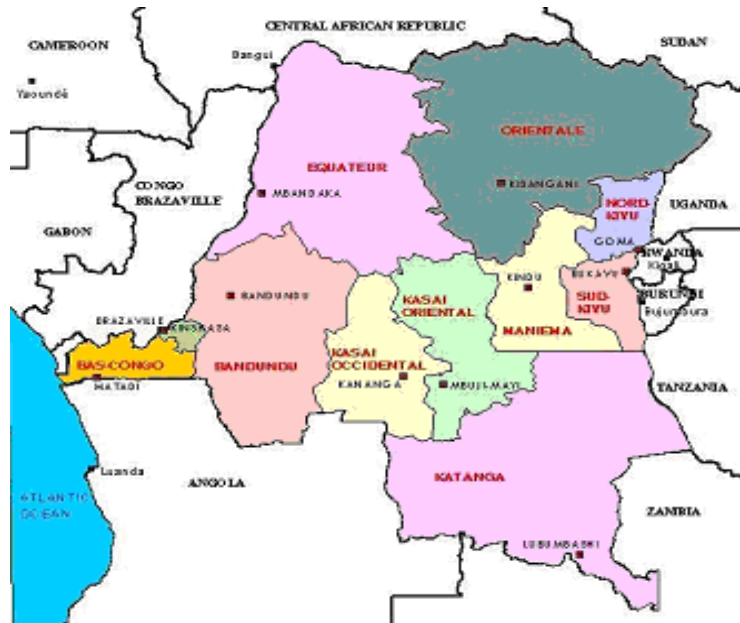 CENTRAL AFRICAN REPUBLIC
CAMEROON
SUDAN
Bangui
Yaoundé
ORIENTALE
EQUATEUR
CONGO
BRAZAVILLE
MBANDAKA
KISANGANI
NORD-
KIVU
UGANDA
GABON
GOMA
RWANDA
Kigali
BUKAVU
KINDU
SUD-
KIVU
BURUNDI
Bujumbura
BANDUNDU
KASAI
ORIENTAL
MANIEMA
BRAZAVILLE
KINSHASA
BAS-CONGO
BANDUNDU
KASAI
OCCIDENTAL
KANANGA
MBUJI-MAYI
MATADI
TANZANIA
Luanda
ANGOLA
KATANGA
ATLANTIC
OCEAN
ZAMBIA
LUBUMBASHI